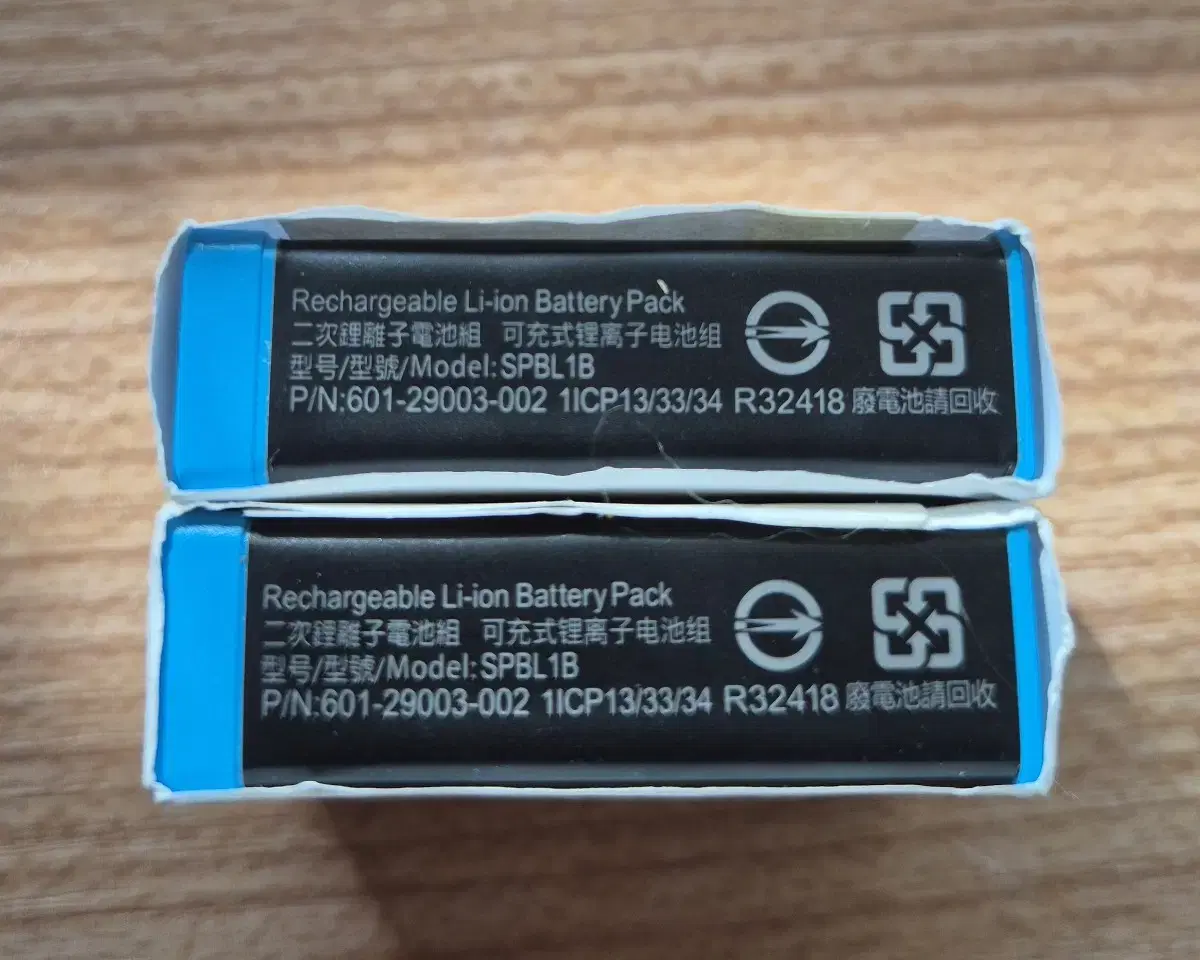 Rechargeable Li-ion Battery Pack
二次鋰離子電池組 可充式锂离子电池组
型号/型號/Model:SPBL1B
P/N:601-29003-002 1ICP13/33/34 R32418 廢電池請回收
Rechargeable Li-ion Battery Pack
二次鋰離子電池組 可充式锂离子电池组
型号/型號/Model:SPBL1B
P/N:601-29003-002 1ICP13/33/34 R32418 廢電池請回收